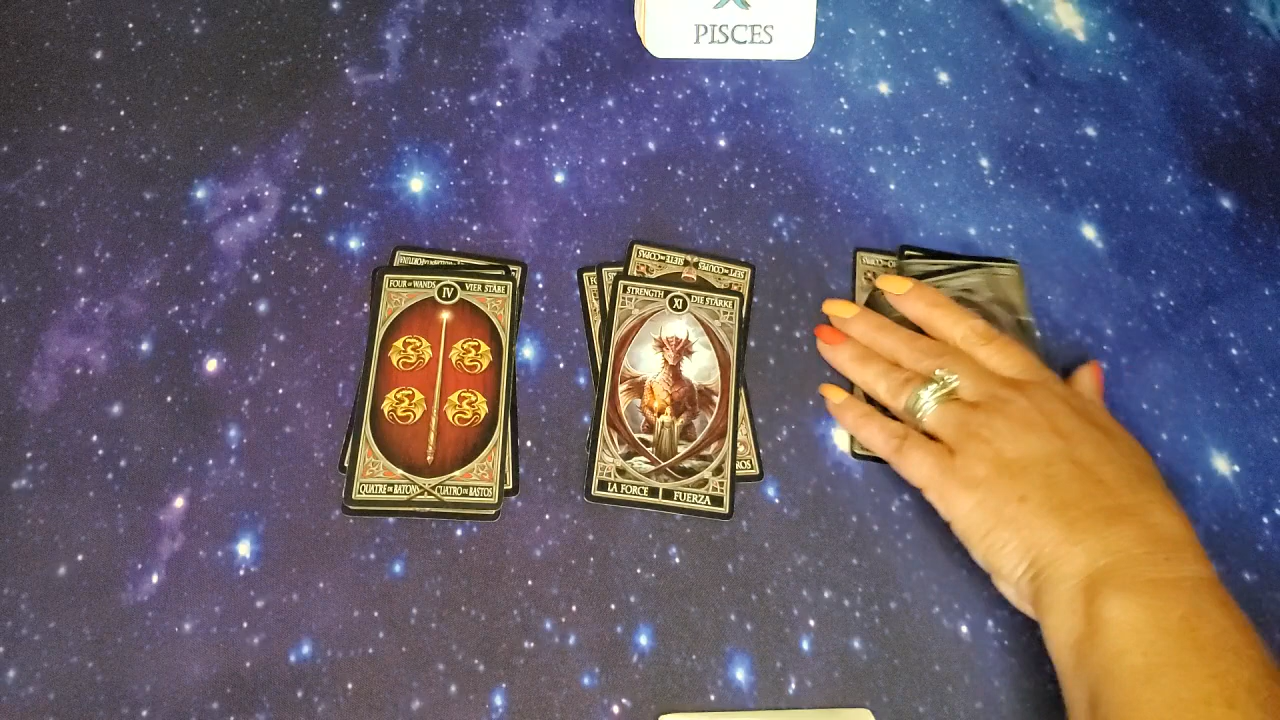 PISCES
FOUR OF WANDS IV VIER STÄBE
QUATRE DE BATONS CUATRO DE BASTOS
SIETE DE COPAS SEPT DE COUPES
STRENGTH XI DIE STÄRKE
LA FORCE FUERZA